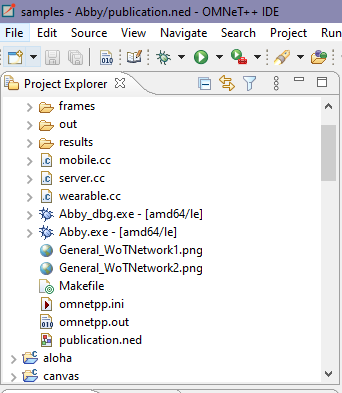 samples - Abby/publication.ned - OMNeT++ IDE
File Edit Source Navigate Search Project Run
010
Project Explorer
frames
out
results
.c mobile.cc
.c server.cc
.c wearable.cc
Abby_dbg.exe - [amd64/le]
Abby.exe - [amd64/le]
General_WoTNetwork1.png
General_WoTNetwork2.png
Makefile
omnetpp.ini
010 omnetpp.out
publication.ned
aloha
canvas